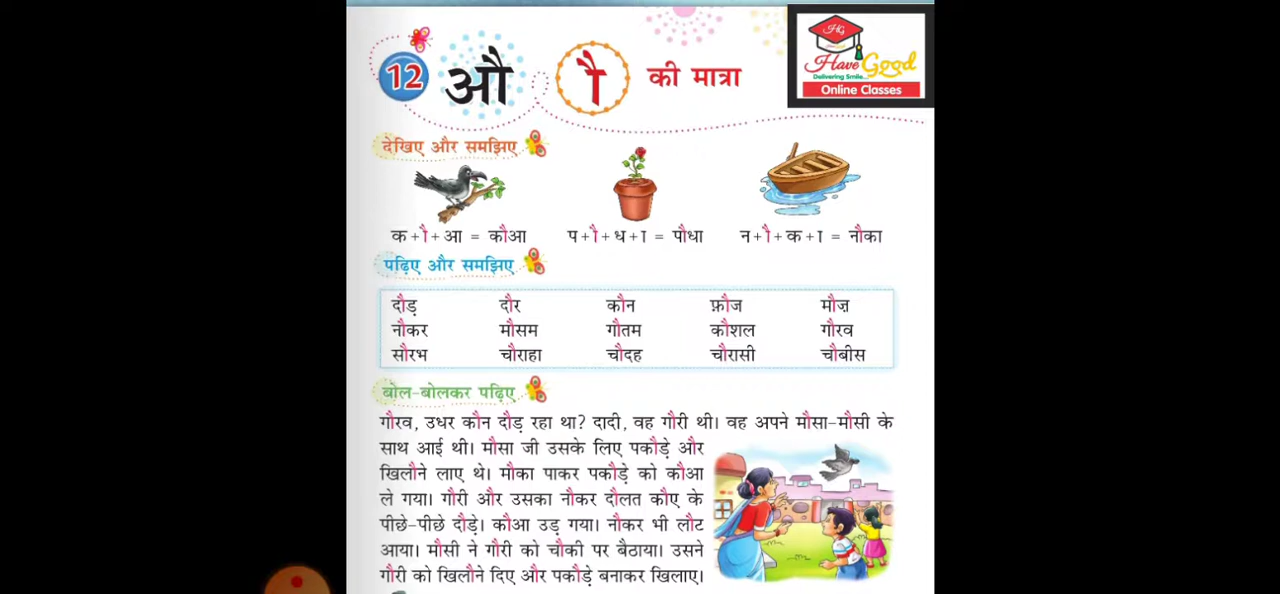 12 औ ौ की मात्रा
HG
Have Good
Delivering Smile...
Online Classes
देखिए और समझिए
क + ौ + आ = कौआ प + ौ + ध + ा = पौधा न + ौ + क + ा = नौका
पढ़िए और समझिए
दौड़ दौर कौन फ़ौज मौज़
नौकर मौसम गौतम कौशल गौरव
सौरभ चौराहा चौदह चौरासी चौबीस
बोल-बोलकर पढ़िए
गौरव, उधर कौन दौड़ रहा था? दादी, वह गौरी थी। वह अपने मौसा-मौसी के
साथ आई थी। मौसा जी उसके लिए पकौड़े और
खिलौने लाए थे। मौका पाकर पकौड़े को कौआ
ले गया। गौरी और उसका नौकर दौलत कौए के
पीछे-पीछे दौड़े। कौआ उड़ गया। नौकर भी लौट
आया। मौसी ने गौरी को चौकी पर बैठाया। उसने
गौरी को खिलौने दिए और पकौड़े बनाकर खिलाए।